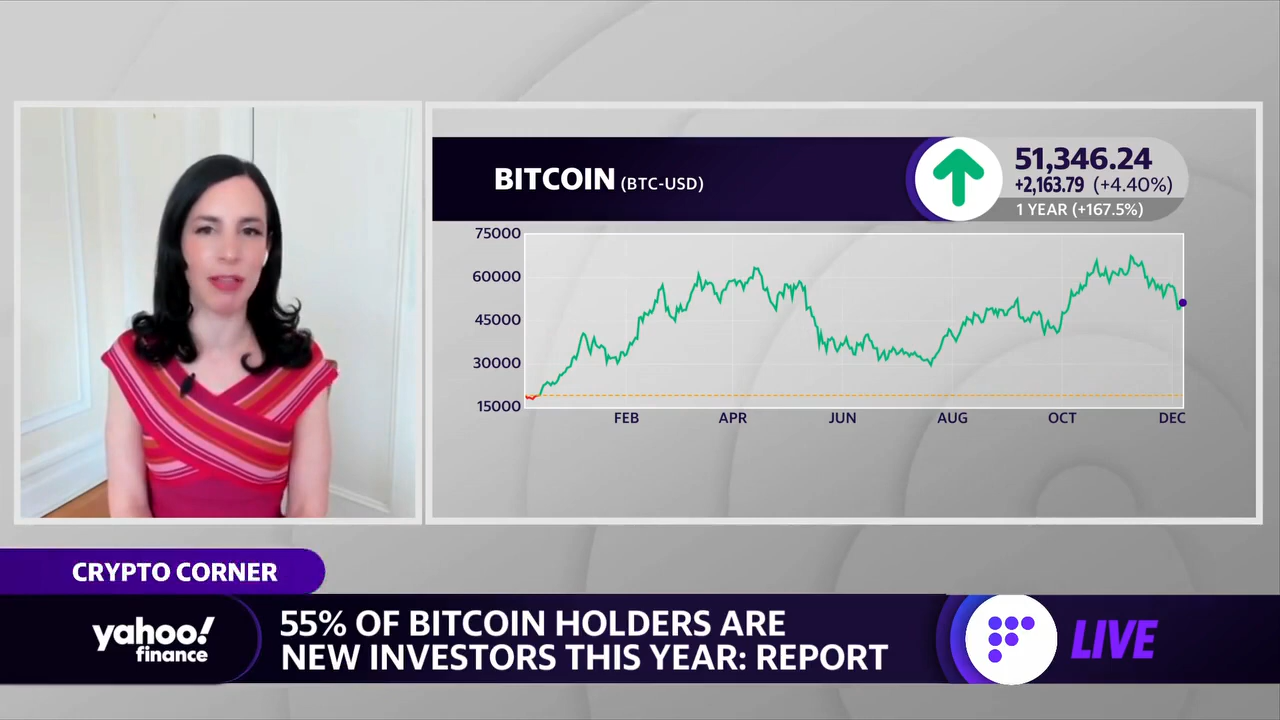 BITCOIN (BTC-USD)
51,346.24
+2,163.79 (+4.40%)
1 YEAR (+167.5%)
75000
60000
45000
30000
15000
FEB APR JUN AUG OCT DEC
CRYPTO CORNER
yahoo!
finance
55% OF BITCOIN HOLDERS ARE
NEW INVESTORS THIS YEAR: REPORT
LIVE